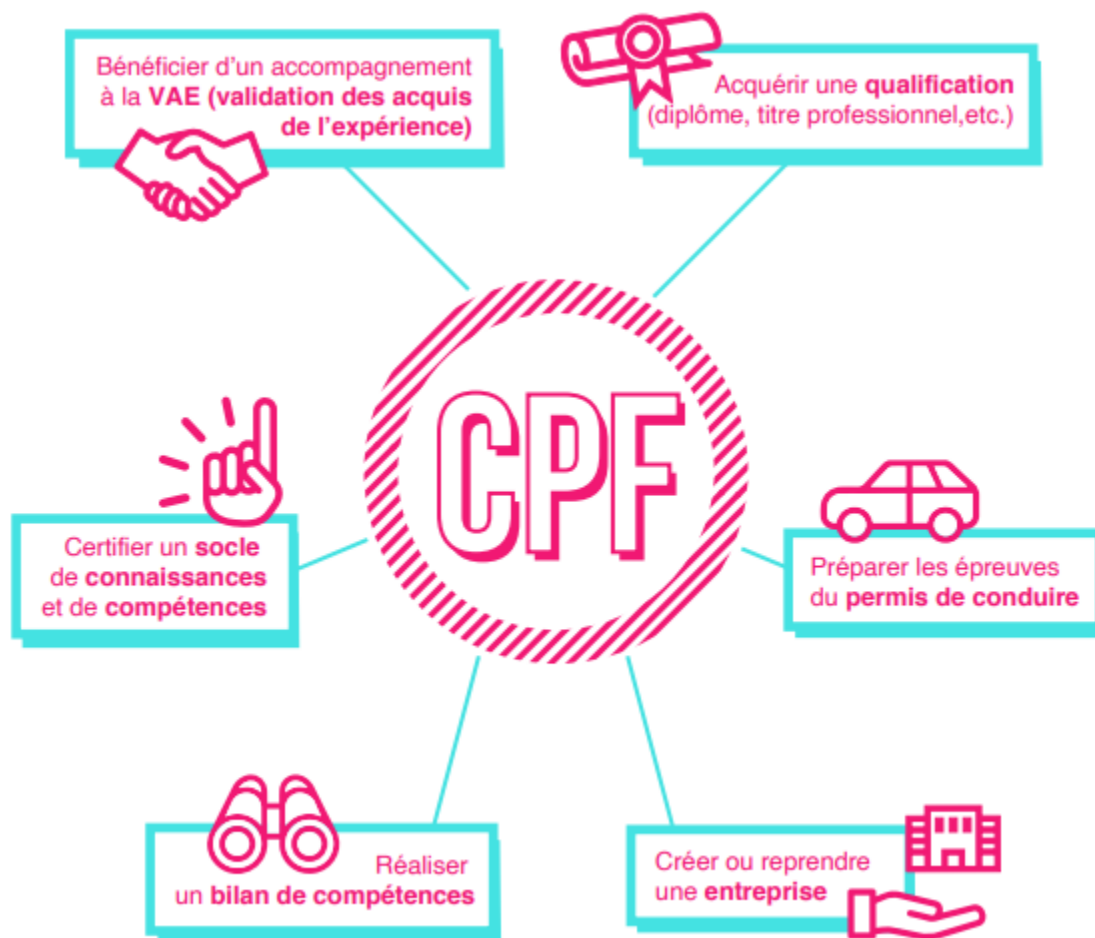 Bénéficier d'un accompagnement
à la VAE (validation des acquis
de l'expérience)
Acquérir une qualification
(diplôme, titre professionnel,etc.)
CPF
Certifier un socle
de connaissances
et de compétences
Préparer les épreuves
du permis de conduire
Réaliser
un bilan de compétences
Créer ou reprendre
une entreprise